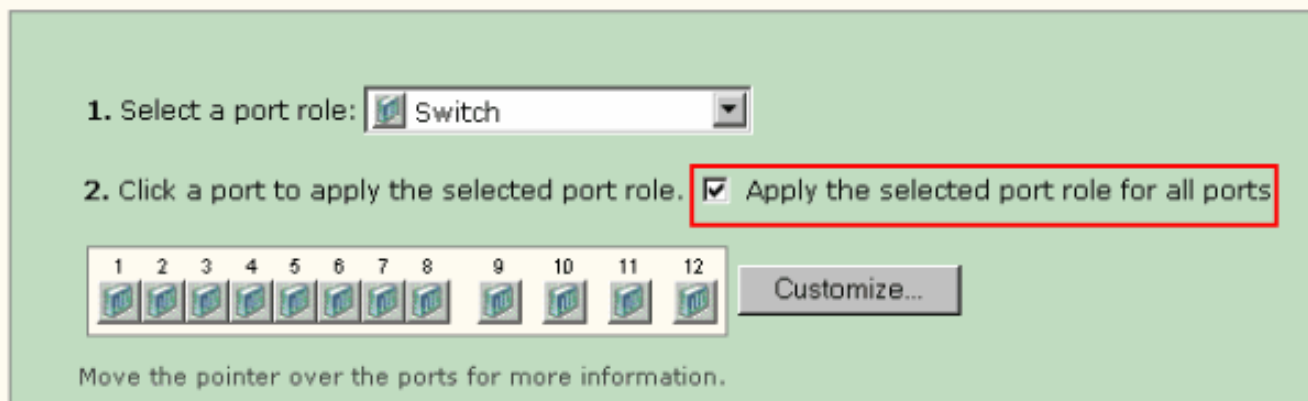 1. Select a port role: Switch
2. Click a port to apply the selected port role. Apply the selected port role for all ports
1 2 3 4 5 6 7 8 9 10 11 12
Customize...
Move the pointer over the ports for more information.